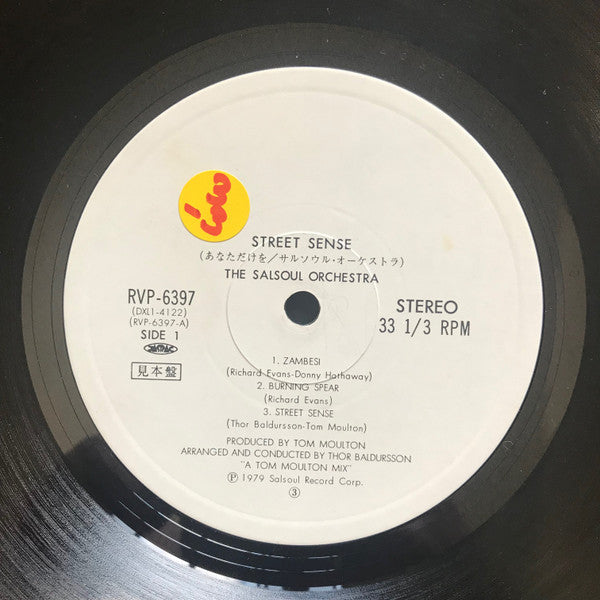 STREET SENSE
(あなただけを/サルソウル・オーケストラ)
THE SALSOUL ORCHESTRA
RVP-6397
(DXL1-4122)
(RVP-6397-A)
SIDE 1
見本盤
STEREO
33 1/3 RPM
1. ZAMBESI
(Richard Evans-Donny Hathaway)
2. BURNING SPEAR
(Richard Evans)
3. STREET SENSE
(Thor Baldursson-Tom Moulton)
PRODUCED BY TOM MOULTON
ARRANGED AND CONDUCTED BY THOR BALDURSSON
"A TOM MOULTON MIX"
Ⓟ 1979 Salsoul Record Corp.
③